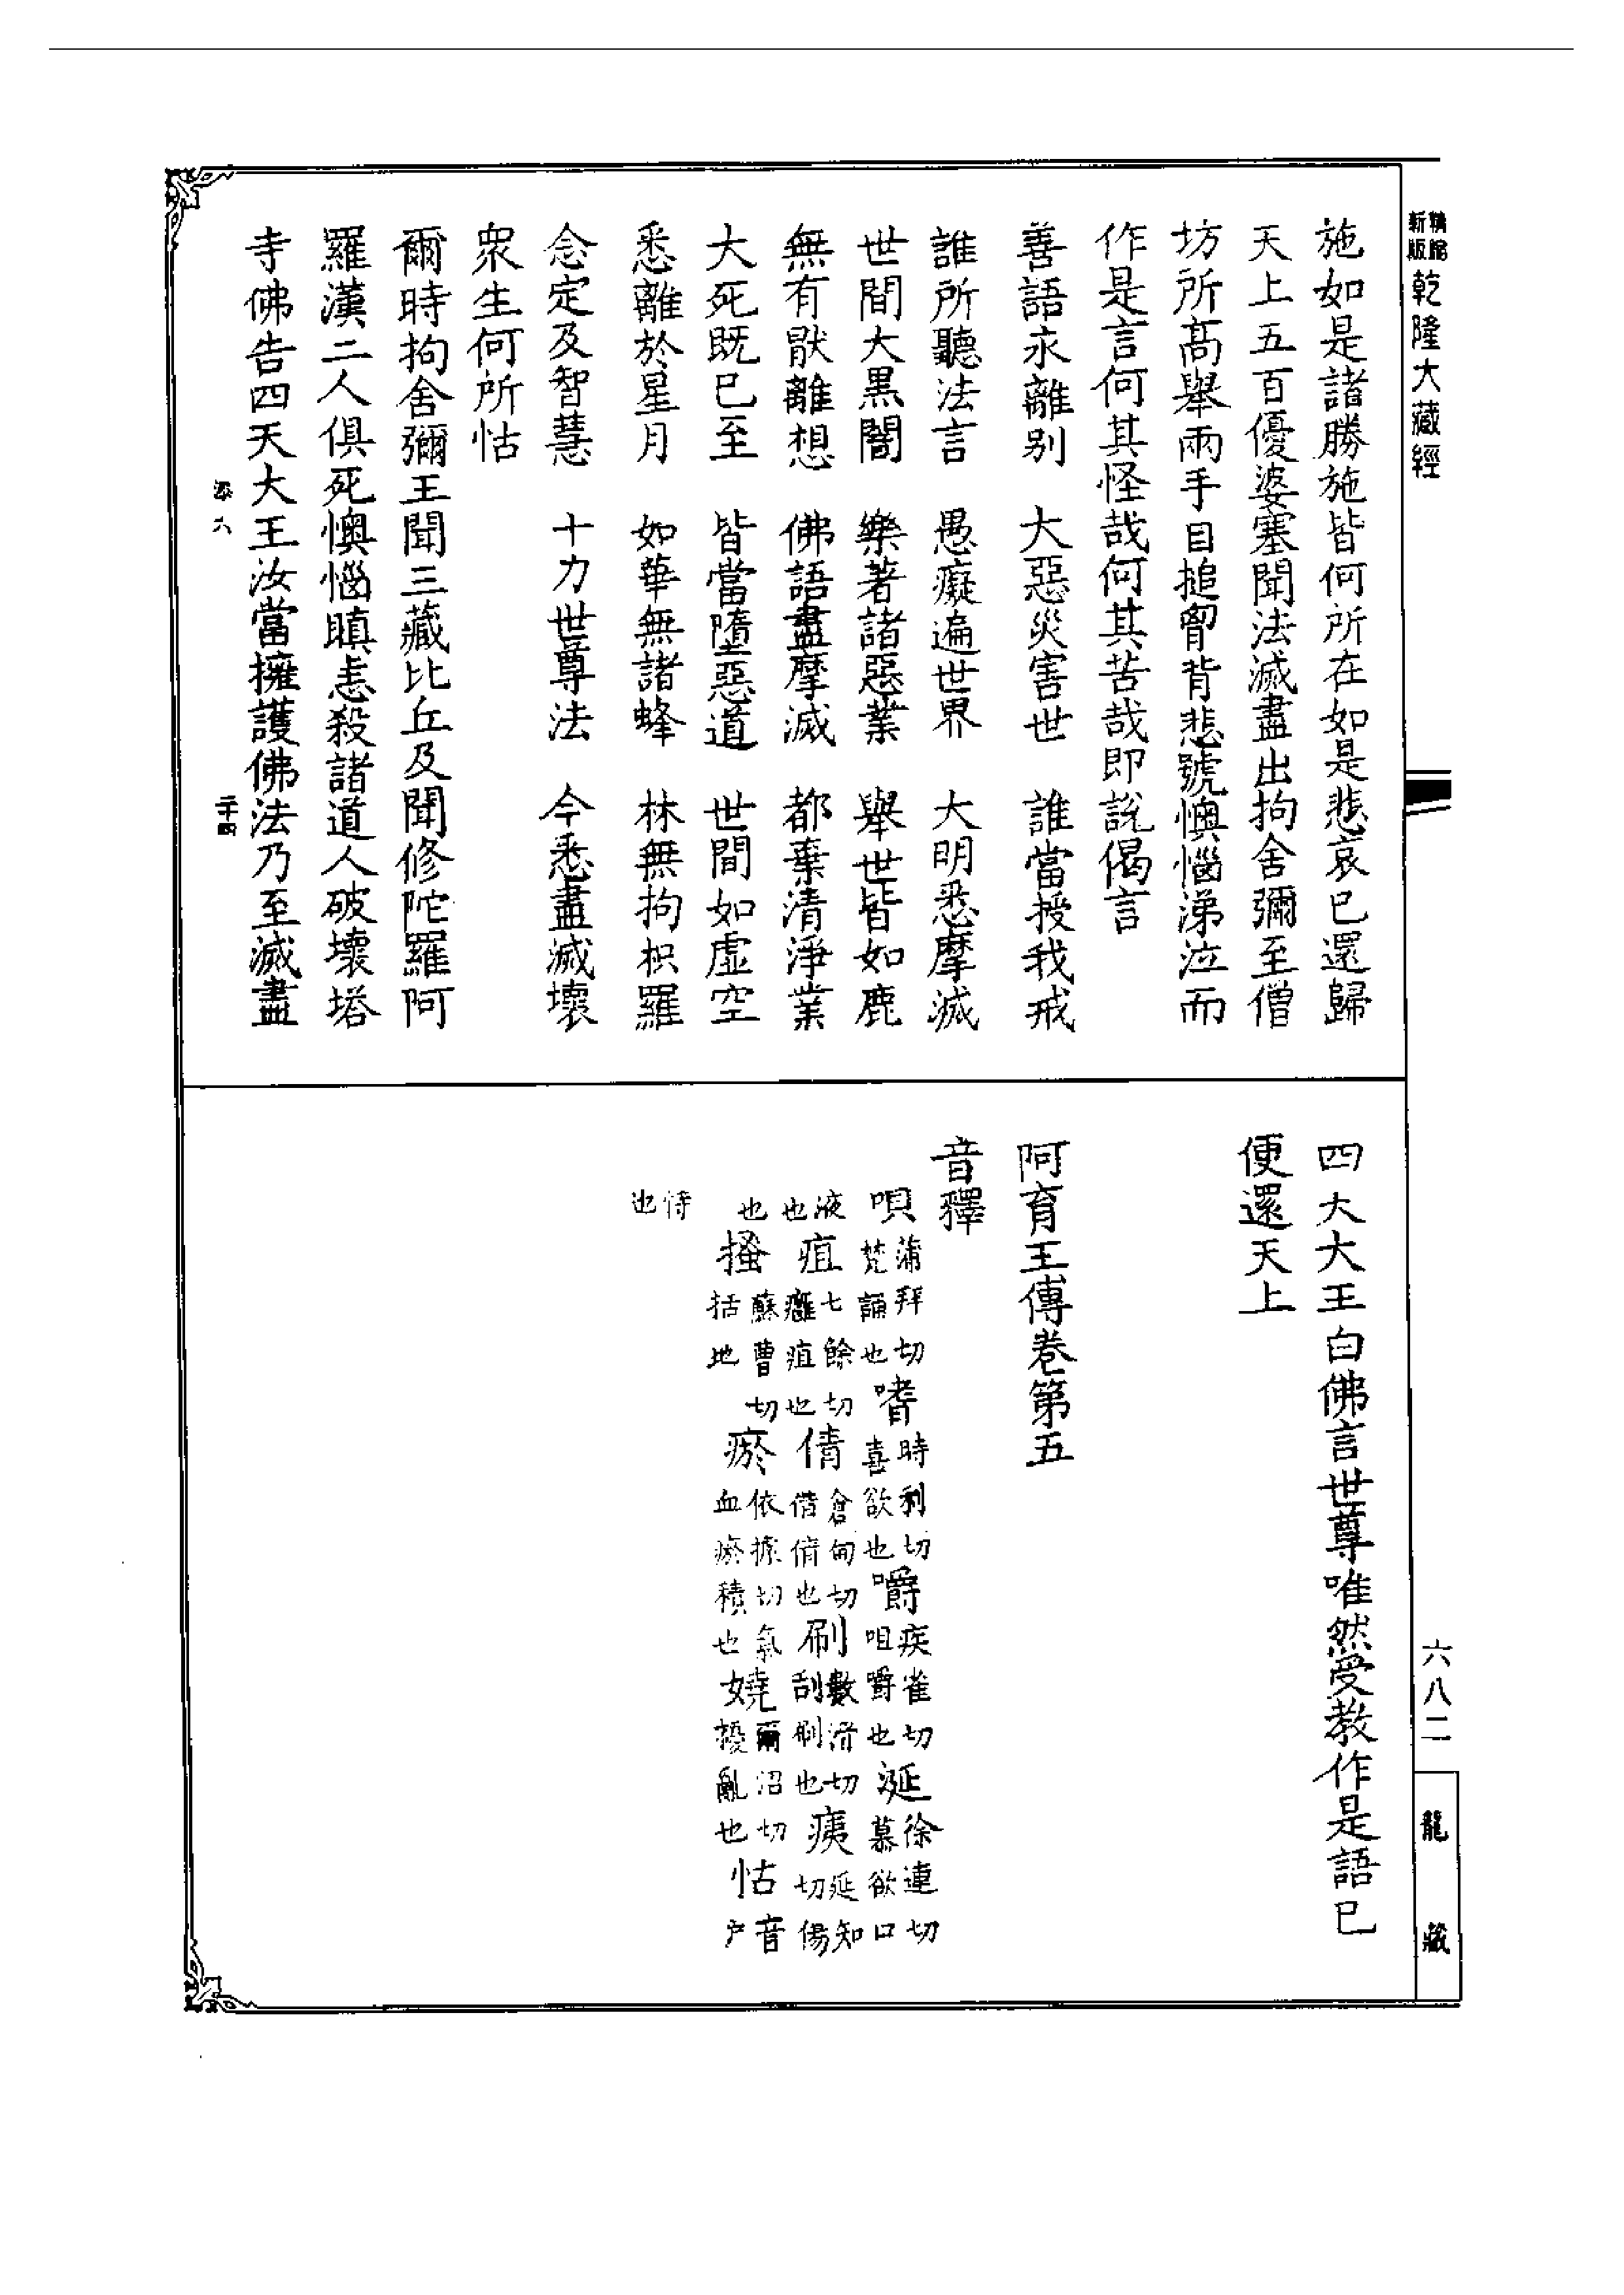 新編
縮版
乾隆大藏經
施如是諸勝施皆何所在如是悲哀已還歸
天上五百優婆塞聞法滅盡出拘舍彌至僧
坊所高舉兩手自搥胷背悲號懊惱涕泣而
作是言何其怪哉何其苦哉即說偈言
善語永離别　大惡災害世　誰當授我戒
誰所聽法言　愚癡遍世界　大明悉摩滅
世間大黒闇　樂著諸惡業　舉世皆如鹿
無有猒離想　佛語盡摩滅　都棄清淨業
大死既已至　皆當墮惡道　世間如虛空
悉離於星月　如華無諸蜂　林無拘枳羅
念定及智慧　十力世尊法　今悉盡滅壞
衆生何所怙
爾時拘舍彌王聞三藏比丘及聞修陀羅阿
羅漢二人俱死懊惱瞋恚殺諸道人破壞塔
寺佛告四天大王汝當擁護佛法乃至滅盡
二十四
四大大王白佛言世尊唯然受教作是語已
便還天上
阿育王傳卷第五
音釋
唄蒲拜切梵誦也嗜時利切喜欲也嚼疾雀切咀嚼也涎徐連切慕欲口
液也疽七餘切癰疽也倩倉甸切借倩也刷數滑切刮刷也痍延知切傷
也搔蘇曹切括地瘀依據切氣血瘀積也嬈爾沼切擾亂也怙音户
恃也
六八二
龍藏